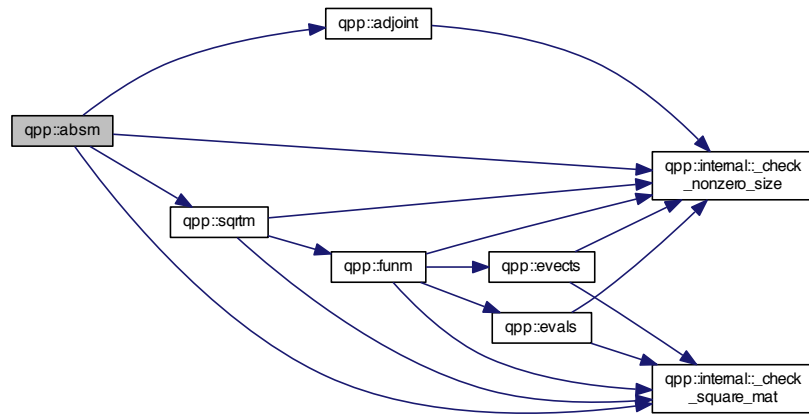 qpp::adjoint
qpp::absm
qpp::internal::_check
_nonzero_size
qpp::sqrtm
qpp::funm
qpp::evects
qpp::evals
qpp::internal::_check
_square_mat